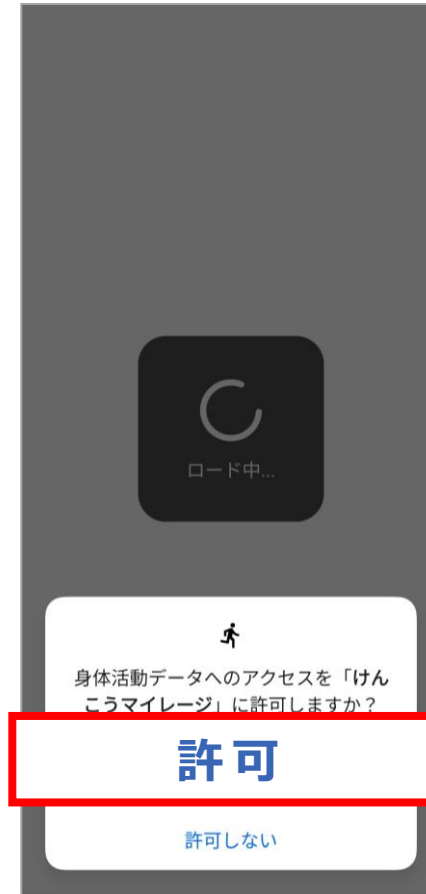 ロード中...
身体活動データへのアクセスを「けん
こうマイレージ」に許可しますか？
許可
許可しない